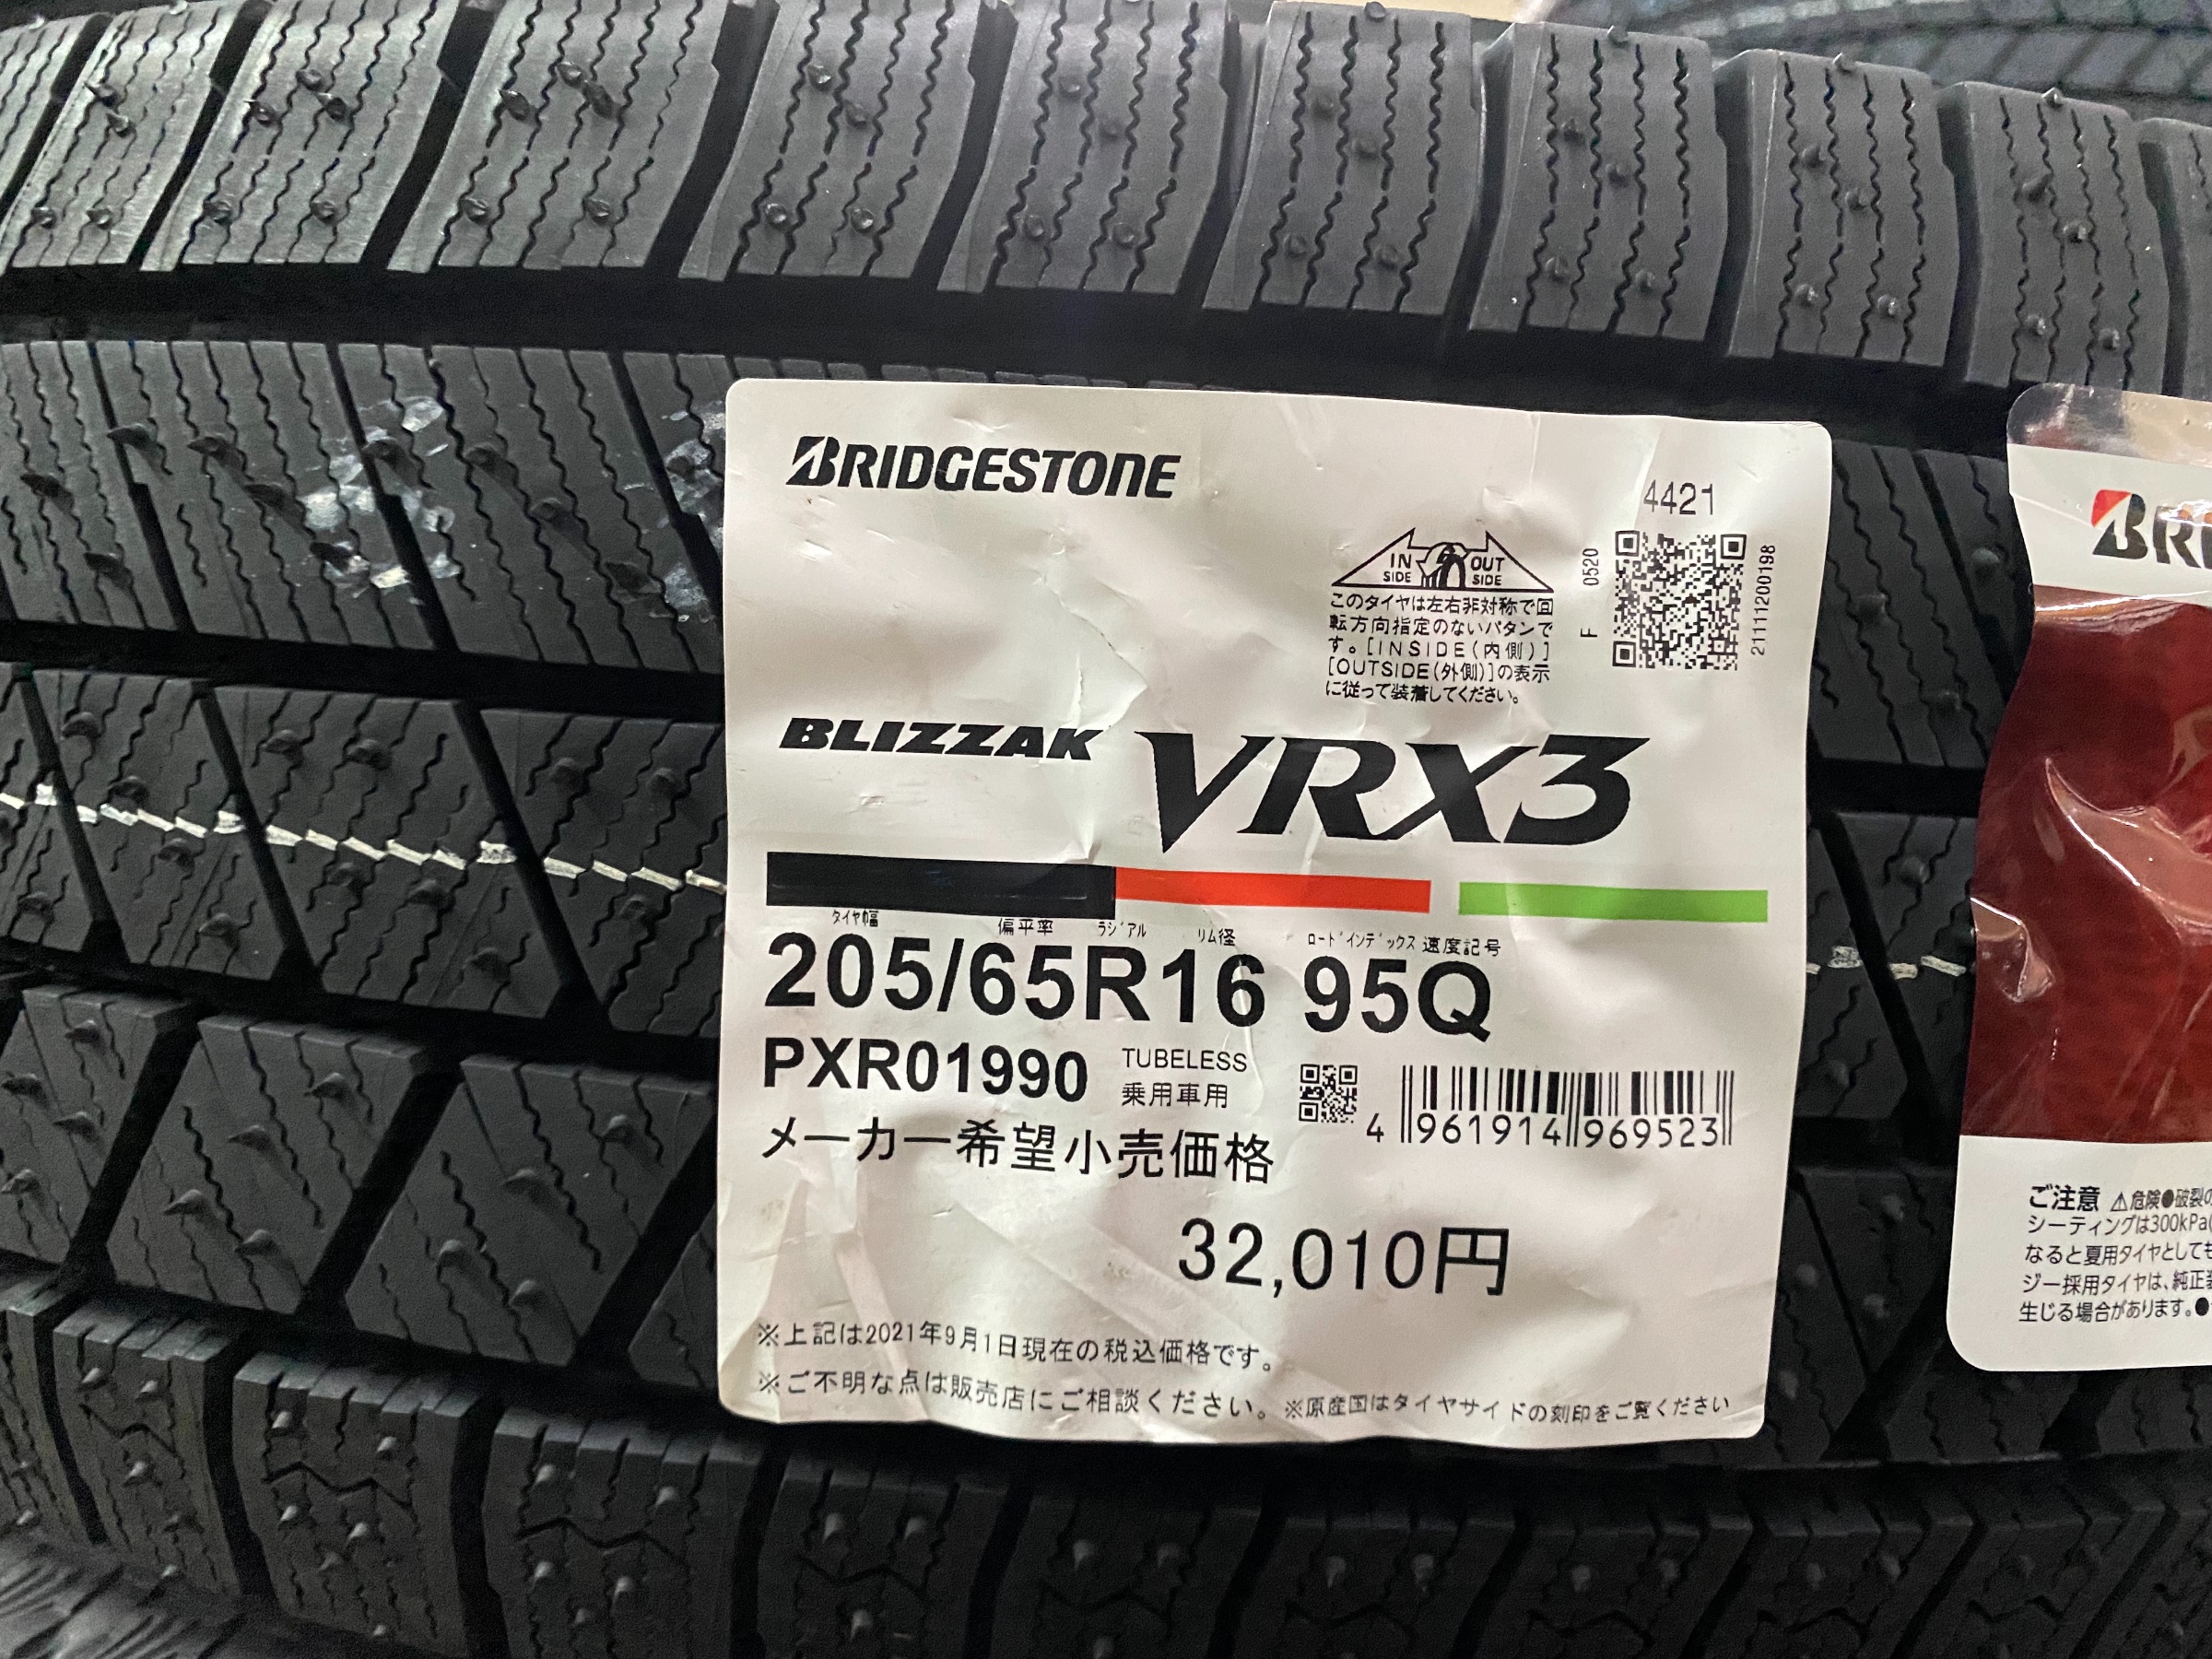 BRIDGESTONE
4421
IN SIDE OUT SIDE
F 0520
2111200198
このタイヤは左右非対称で回
転方向指定のないパタンで
す。[INSIDE(内側)]
[OUTSIDE(外側)]の表示
に従って装着してください。
BLIZZAK VRX3
タイヤ幅 偏平率 ラジアル リム径 ロードインデックス 速度記号
205/65R16 95Q
PXR01990
TUBELESS
乗用車用
4 961914 969523
メーカー希望小売価格
32,010円
※上記は2021年9月1日現在の税込価格です。
※ご不明な点は販売店にご相談ください。※原産国はタイヤサイドの刻印をご覧ください
BR
ご注意 ⚠危険●破裂の
シーティングは300kPa(
なると夏用タイヤとしても
ジー採用タイヤは、純正装
生じる場合があります。●